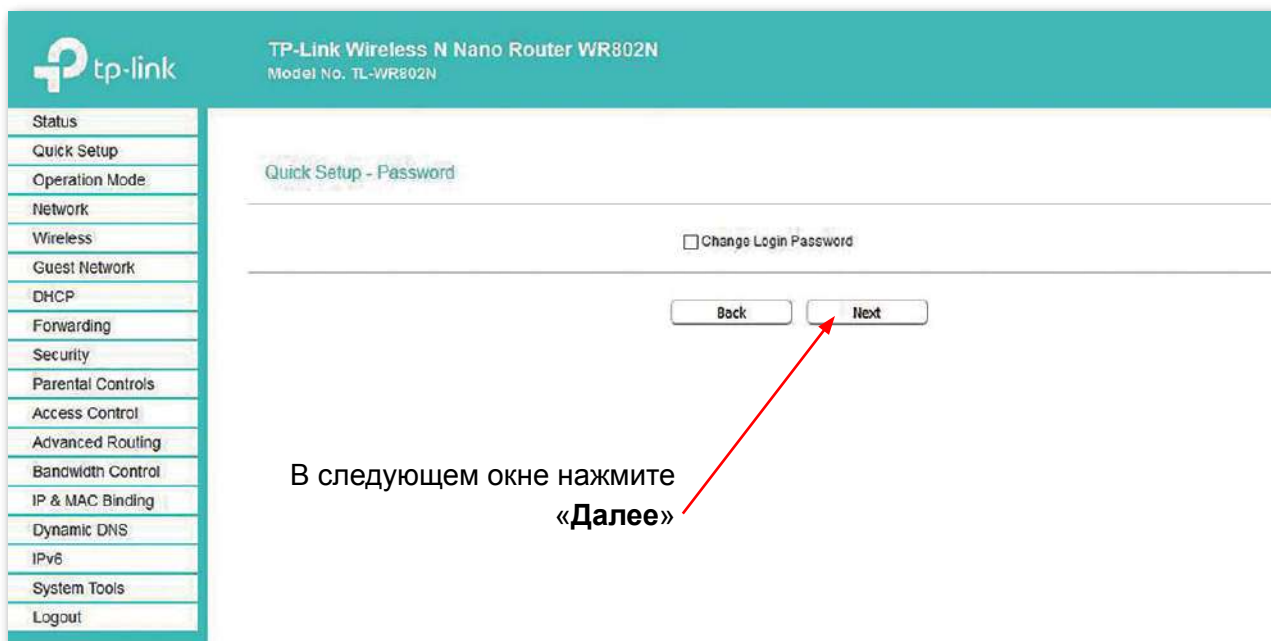 tp-link
TP-Link Wireless N Nano Router WR802N
Model No. TL-WR802N
Status
Quick Setup
Operation Mode
Network
Wireless
Guest Network
DHCP
Forwarding
Security
Parental Controls
Access Control
Advanced Routing
Bandwidth Control
IP & MAC Binding
Dynamic DNS
IPv6
System Tools
Logout
Quick Setup - Password
Change Login Password
Back Next
В следующем окне нажмите
«Далее»